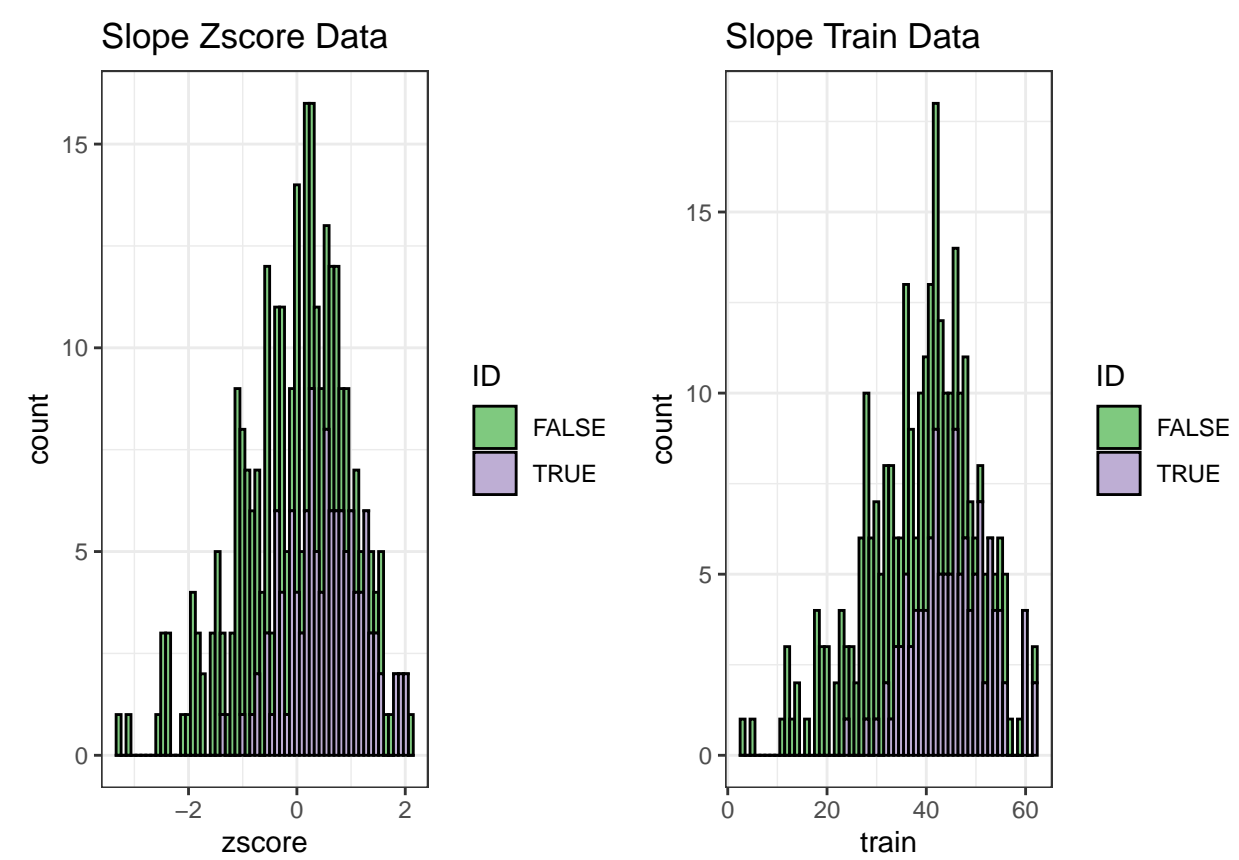 Slope Zscore Data
15
10
5
0
count
−2
0
2
zscore
ID
FALSE
TRUE
Slope Train Data
15
10
5
0
count
0
20
40
60
train
ID
FALSE
TRUE